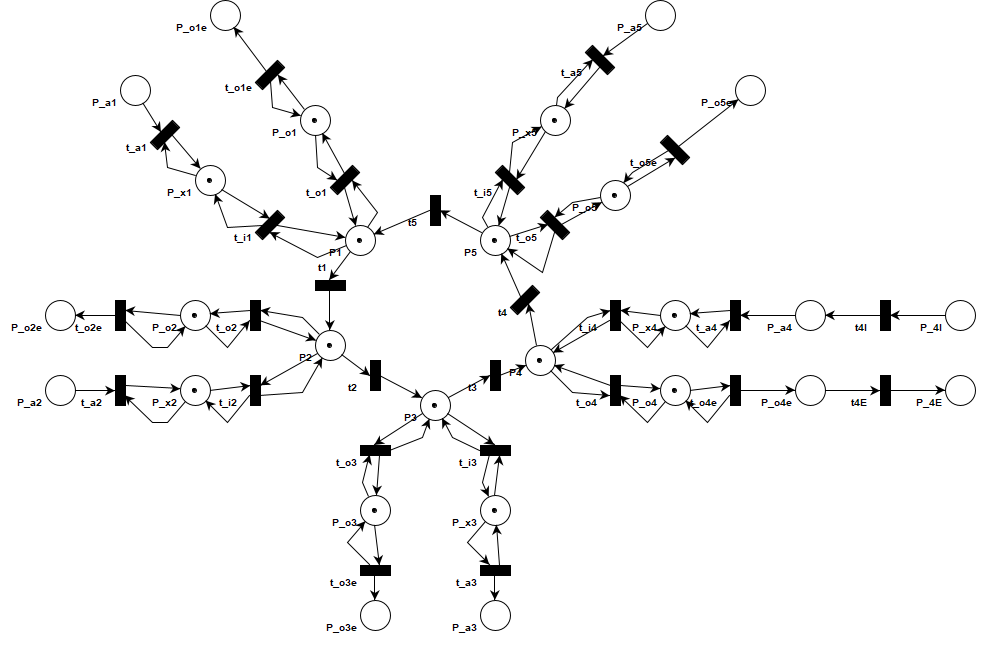 P_o1e
P_a5
t_a5
t_o1e
P_a1
P_o5e
P_o1
P_x5
t_a1
t_o5e
P_x1
t_o1
t_i5
P_o5
t_i1
t5
t_o5
P1
P5
t1
t4
P_o2e
t_o2e
P_o2
t_o2
t_i4
P_x4
t_a4
P_a4
t4I
P_4I
P2
P4
t2
t3
P_a2
t_a2
P_x2
t_i2
t_o4
P_o4
t_o4e
P_o4e
t4E
P_4E
P3
t_o3
t_i3
P_o3
P_x3
t_o3e
t_a3
P_o3e
P_a3